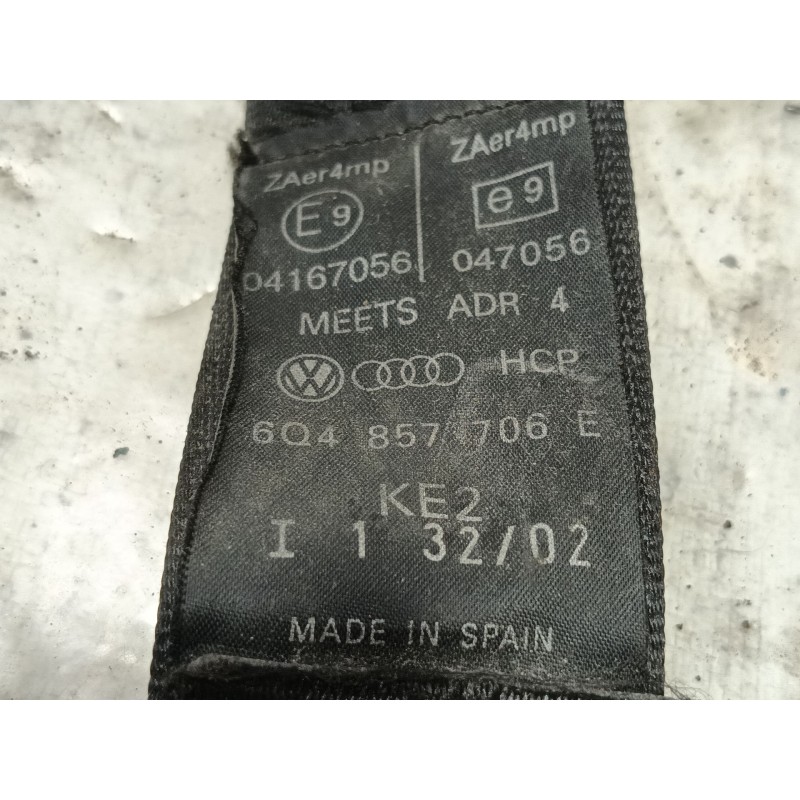 ZAer4mp ZAer4mp
E9 e9
04167056 047056
MEETS ADR 4
VW HCP
6Q4 857 706 E
KE2
I 1 32/02
MADE IN SPAIN